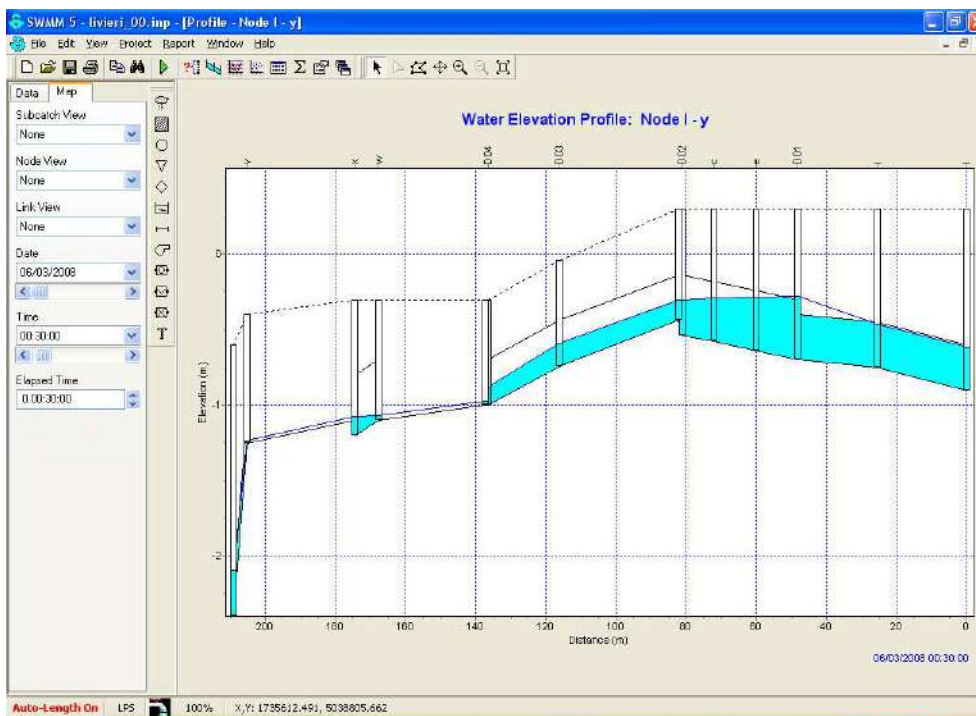 SWMM 5 - livieri_00.inp - [Profile - Node I - y]
File Edit View Project Report Window Help
Data Map
Subcatch View
None
Node View
None
Link View
None
Date
06/03/2008
Time
00:30:00
Elapsed Time
0.00:30:00
T
Water Elevation Profile: Node I - y
-0.04
-0.03
-0.02
-0.01
0
-1
-2
Elevation (m)
200 180 160 140 120 100 80 60 40 20 0
Distance (m)
06/03/2008 00:30:00
Auto-Length On LPS 100% X,Y: 1735612.491, 5038805.662